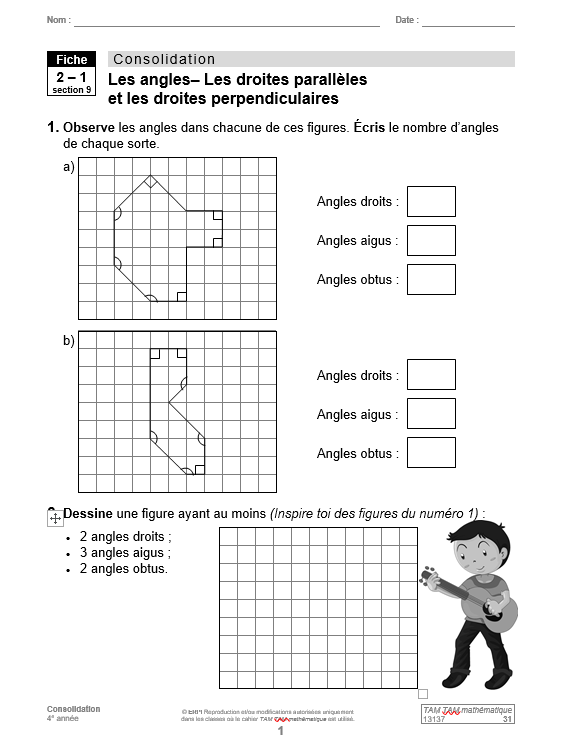 Nom : Date :
Fiche Consolidation
2 – 1
section 9
Les angles– Les droites parallèles
et les droites perpendiculaires
1. Observe les angles dans chacune de ces figures. Écris le nombre d'angles
de chaque sorte.
a)
Angles droits :
Angles aigus :
Angles obtus :
b)
Angles droits :
Angles aigus :
Angles obtus :
Dessine une figure ayant au moins (Inspire toi des figures du numéro 1) :
• 2 angles droits ;
• 3 angles aigus ;
• 2 angles obtus.
Consolidation
4e année
© ERPI Reproduction et/ou modifications autorisées uniquement
dans les classes où le cahier TAM TAM mathématique est utilisé.
1
TAM TAM mathématique
13137 31